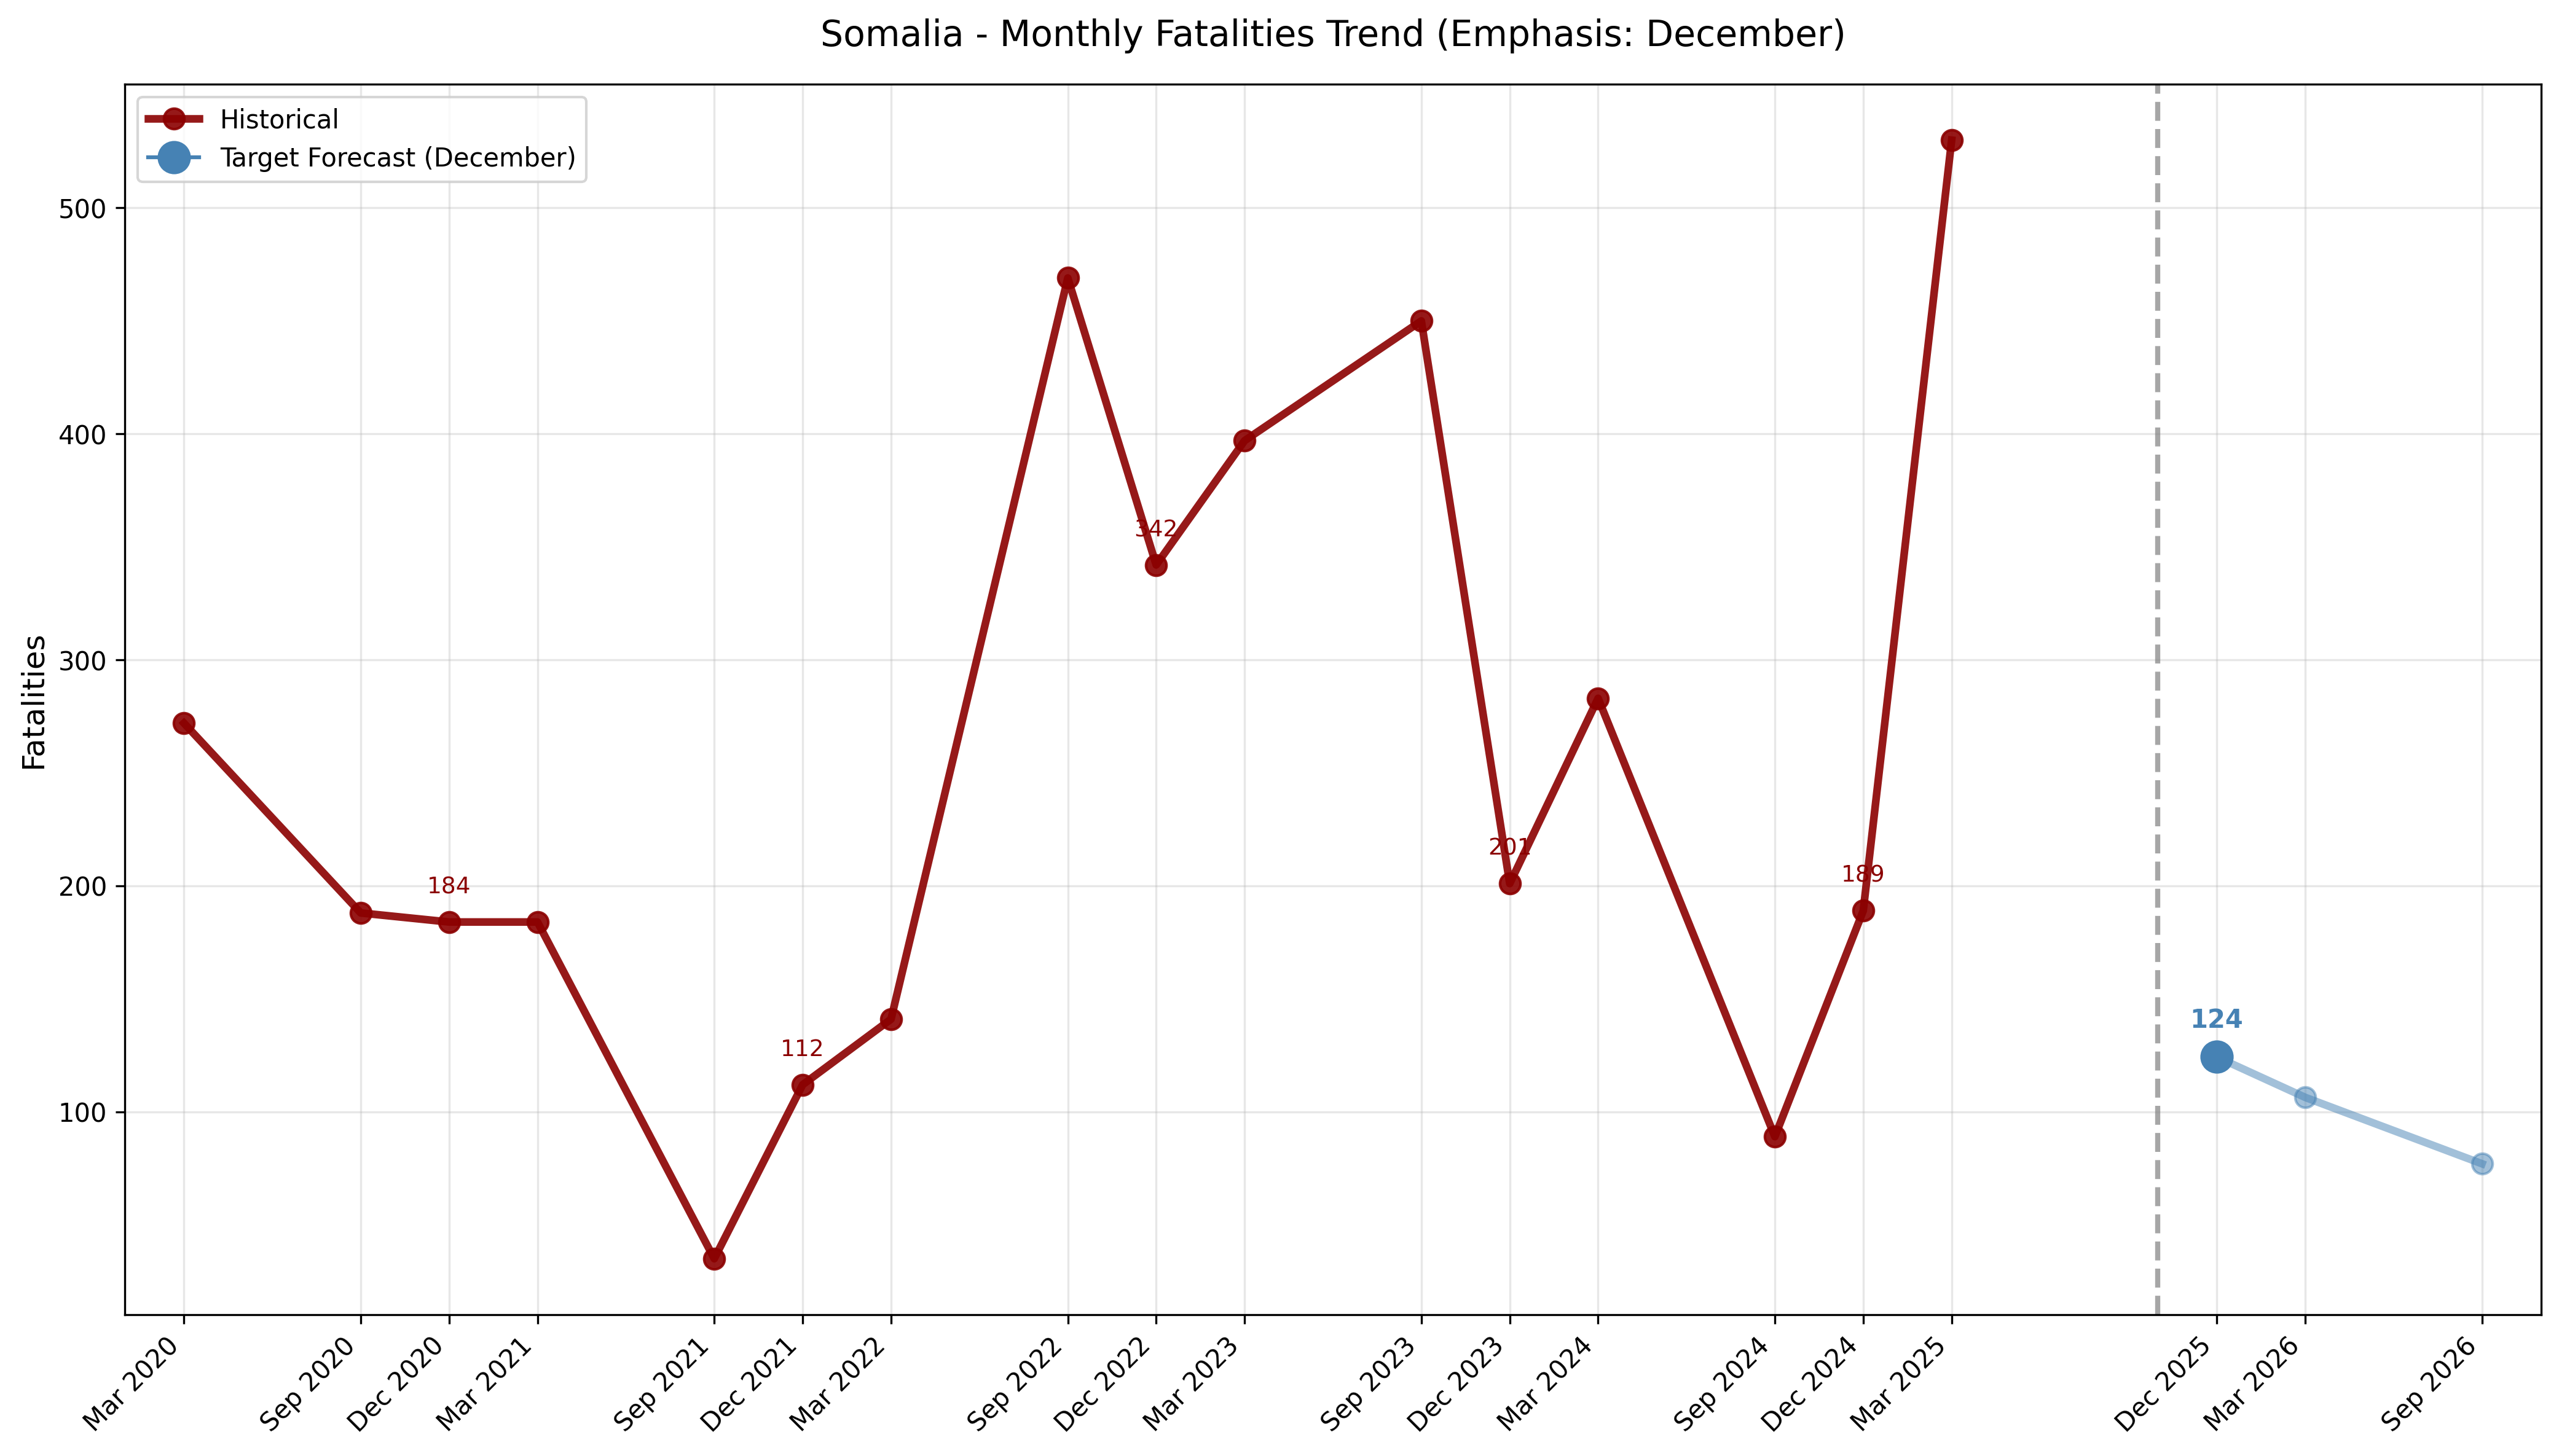 Somalia - Monthly Fatalities Trend (Emphasis: December)
Historical
Target Forecast (December)
Fatalities
500
400
300
200
100
184
112
342
201
189
124
Mar 2020
Sep 2020
Dec 2020
Mar 2021
Sep 2021
Dec 2021
Mar 2022
Sep 2022
Dec 2022
Mar 2023
Sep 2023
Dec 2023
Mar 2024
Sep 2024
Dec 2024
Mar 2025
Dec 2025
Mar 2026
Sep 2026